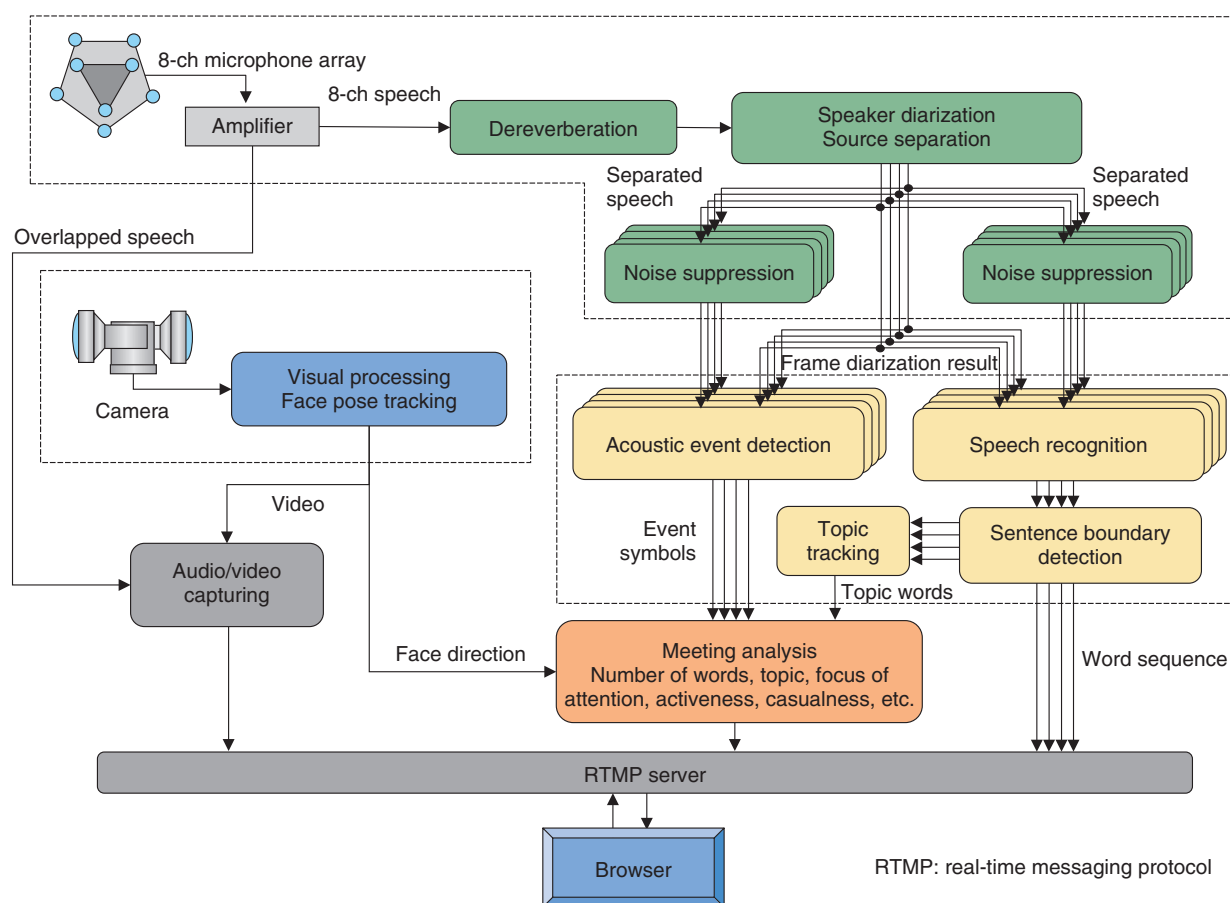 8-ch microphone array
8-ch speech
Amplifier
Dereverberation
Speaker diarization
Source separation
Separated
speech
Separated
speech
Overlapped speech
Noise suppression
Noise suppression
Frame diarization result
Camera
Visual processing
Face pose tracking
Acoustic event detection
Speech recognition
Video
Event
symbols
Topic
tracking
Sentence boundary
detection
Audio/video
capturing
Topic words
Face direction
Meeting analysis
Number of words, topic, focus of
attention, activeness, casualness, etc.
Word sequence
RTMP server
Browser
RTMP: real-time messaging protocol